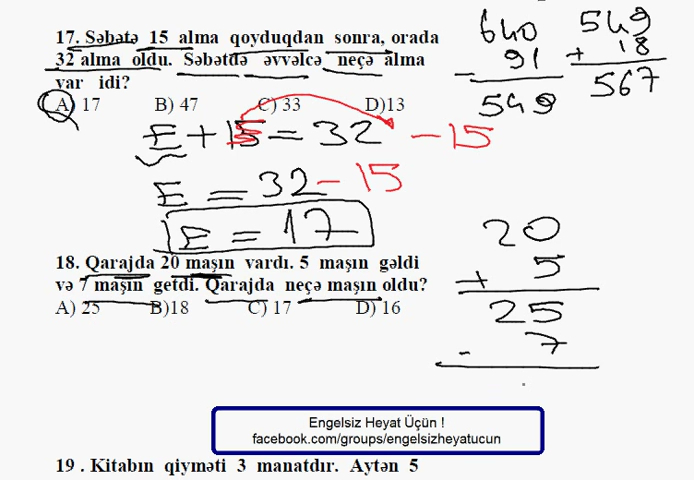 17. Səbətə 15 alma qoyduqdan sonra, orada
32 alma oldu. Səbətdə əvvəlcə neçə alma
var idi?
A) 17 B) 47 C) 33 D)13
E + 15 = 32 - 15
E = 32 - 15
E = 17
640
- 91
549
549
+ 18
567
18. Qarajda 20 maşın vardı. 5 maşın gəldi
və 7 maşın getdi. Qarajda neçə maşın oldu?
A) 25 B)18 C) 17 D) 16
20
+ 5
25
- 7
Engelsiz Heyat Üçün !
facebook.com/groups/engelsizheyatucun
19 . Kitabın qiyməti 3 manatdır. Aytən 5